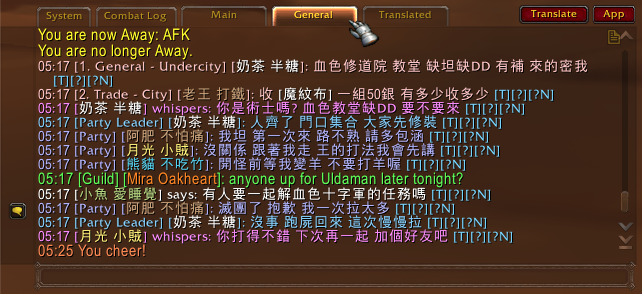 System
Combat Log
Main
General
Translated
Translate
App
You are now Away: AFK
You are no longer Away.
05:17 [1. General - Undercity] [奶茶 半糖]: 血色修道院 教堂 缺坦缺DD 有補 來的密我
[T][?][?N]
05:17 [2. Trade - City] [老王 打鐵]: 收 [魔紋布] 一組50銀 有多少收多少 [T][?][?N]
05:17 [奶茶 半糖] whispers: 你是術士嗎? 血色教堂缺DD 要不要來 [T][?][?N]
05:17 [Party Leader] [奶茶 半糖]: 人齊了 門口集合 大家先修裝 [T][?][?N]
05:17 [Party] [阿肥 不怕痛]: 我坦 第一次來 路不熟 請多包涵 [T][?][?N]
05:17 [Party] [月光 小賊]: 沒關係 跟著我走 王的打法我會先講 [T][?][?N]
05:17 [Party] [熊貓 不吃竹]: 開怪前等我變羊 不要打羊喔 [T][?][?N]
05:17 [Guild] [Mira Oakheart]: anyone up for Uldaman later tonight?
05:17 [小魚 愛睡覺] says: 有人要一起解血色十字軍的任務嗎 [T][?][?N]
05:17 [Party] [阿肥 不怕痛]: 滅團了 抱歉 我一次拉太多 [T][?][?N]
05:17 [Party Leader] [奶茶 半糖]: 沒事 跑屍回來 這次慢慢拉 [T][?][?N]
05:17 [月光 小賊] whispers: 你打得不錯 下次再一起 加個好友吧 [T][?][?N]
05:25 You cheer!